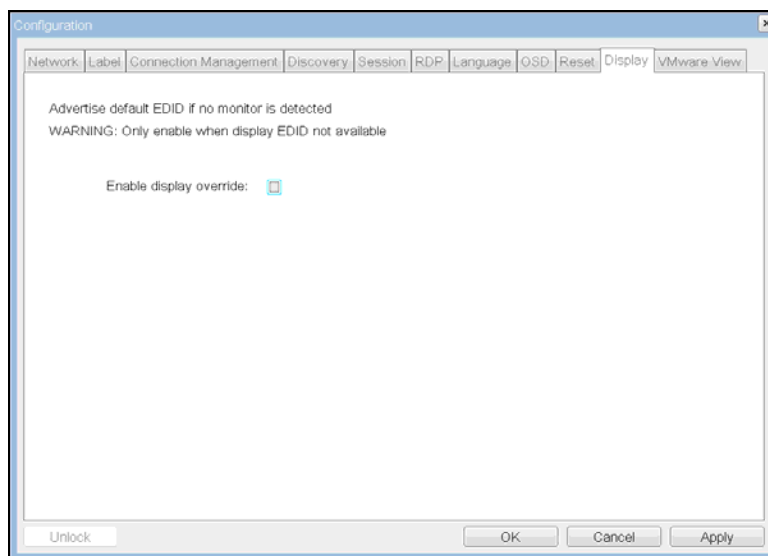 Configuration
Network Label Connection Management Discovery Session RDP Language OSD Reset Display VMware View
Advertise default EDID if no monitor is detected
WARNING: Only enable when display EDID not available
Enable display override:
Unlock OK Cancel Apply